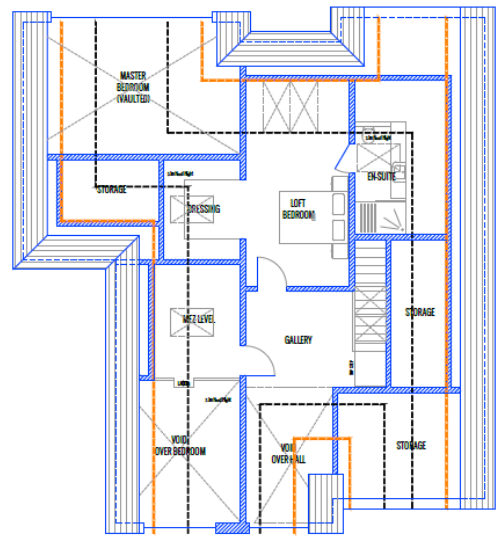 MASTER
BEDROOM
(VAULTED)
STORAGE
DRESSING
LOFT
BEDROOM
EN-SUITE
MEZ LEVEL
GALLERY
STORAGE
VOID
OVER BEDROOM
VOID
OVER HALL
STORAGE